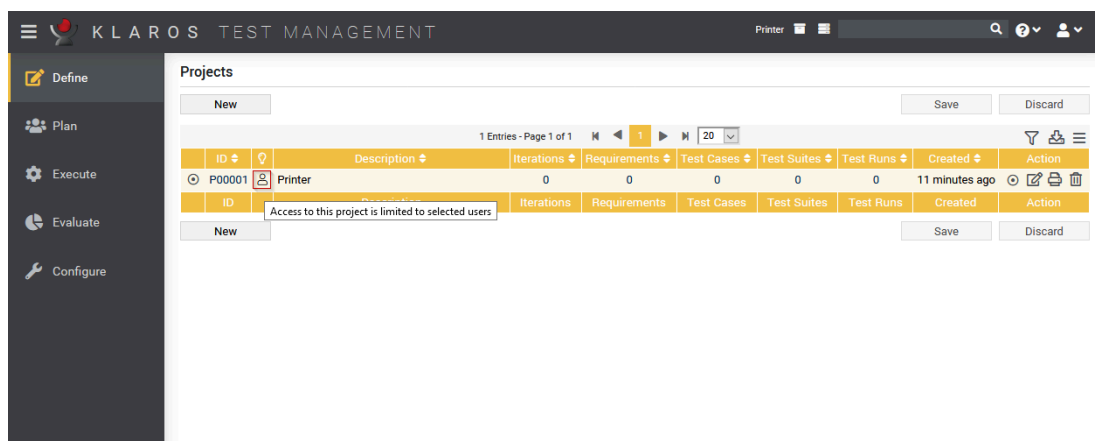 KLAROS TEST MANAGEMENT
Printer
Define
Plan
Execute
Evaluate
Configure
Projects
New Save Discard
1 Entries - Page 1 of 1 1 20
ID Description Iterations Requirements Test Cases Test Suites Test Runs Created Action
P00001 Printer 0 0 0 0 0 11 minutes ago
ID Iterations Requirements Test Cases Test Suites Test Runs Created Action
Access to this project is limited to selected users
New Save Discard